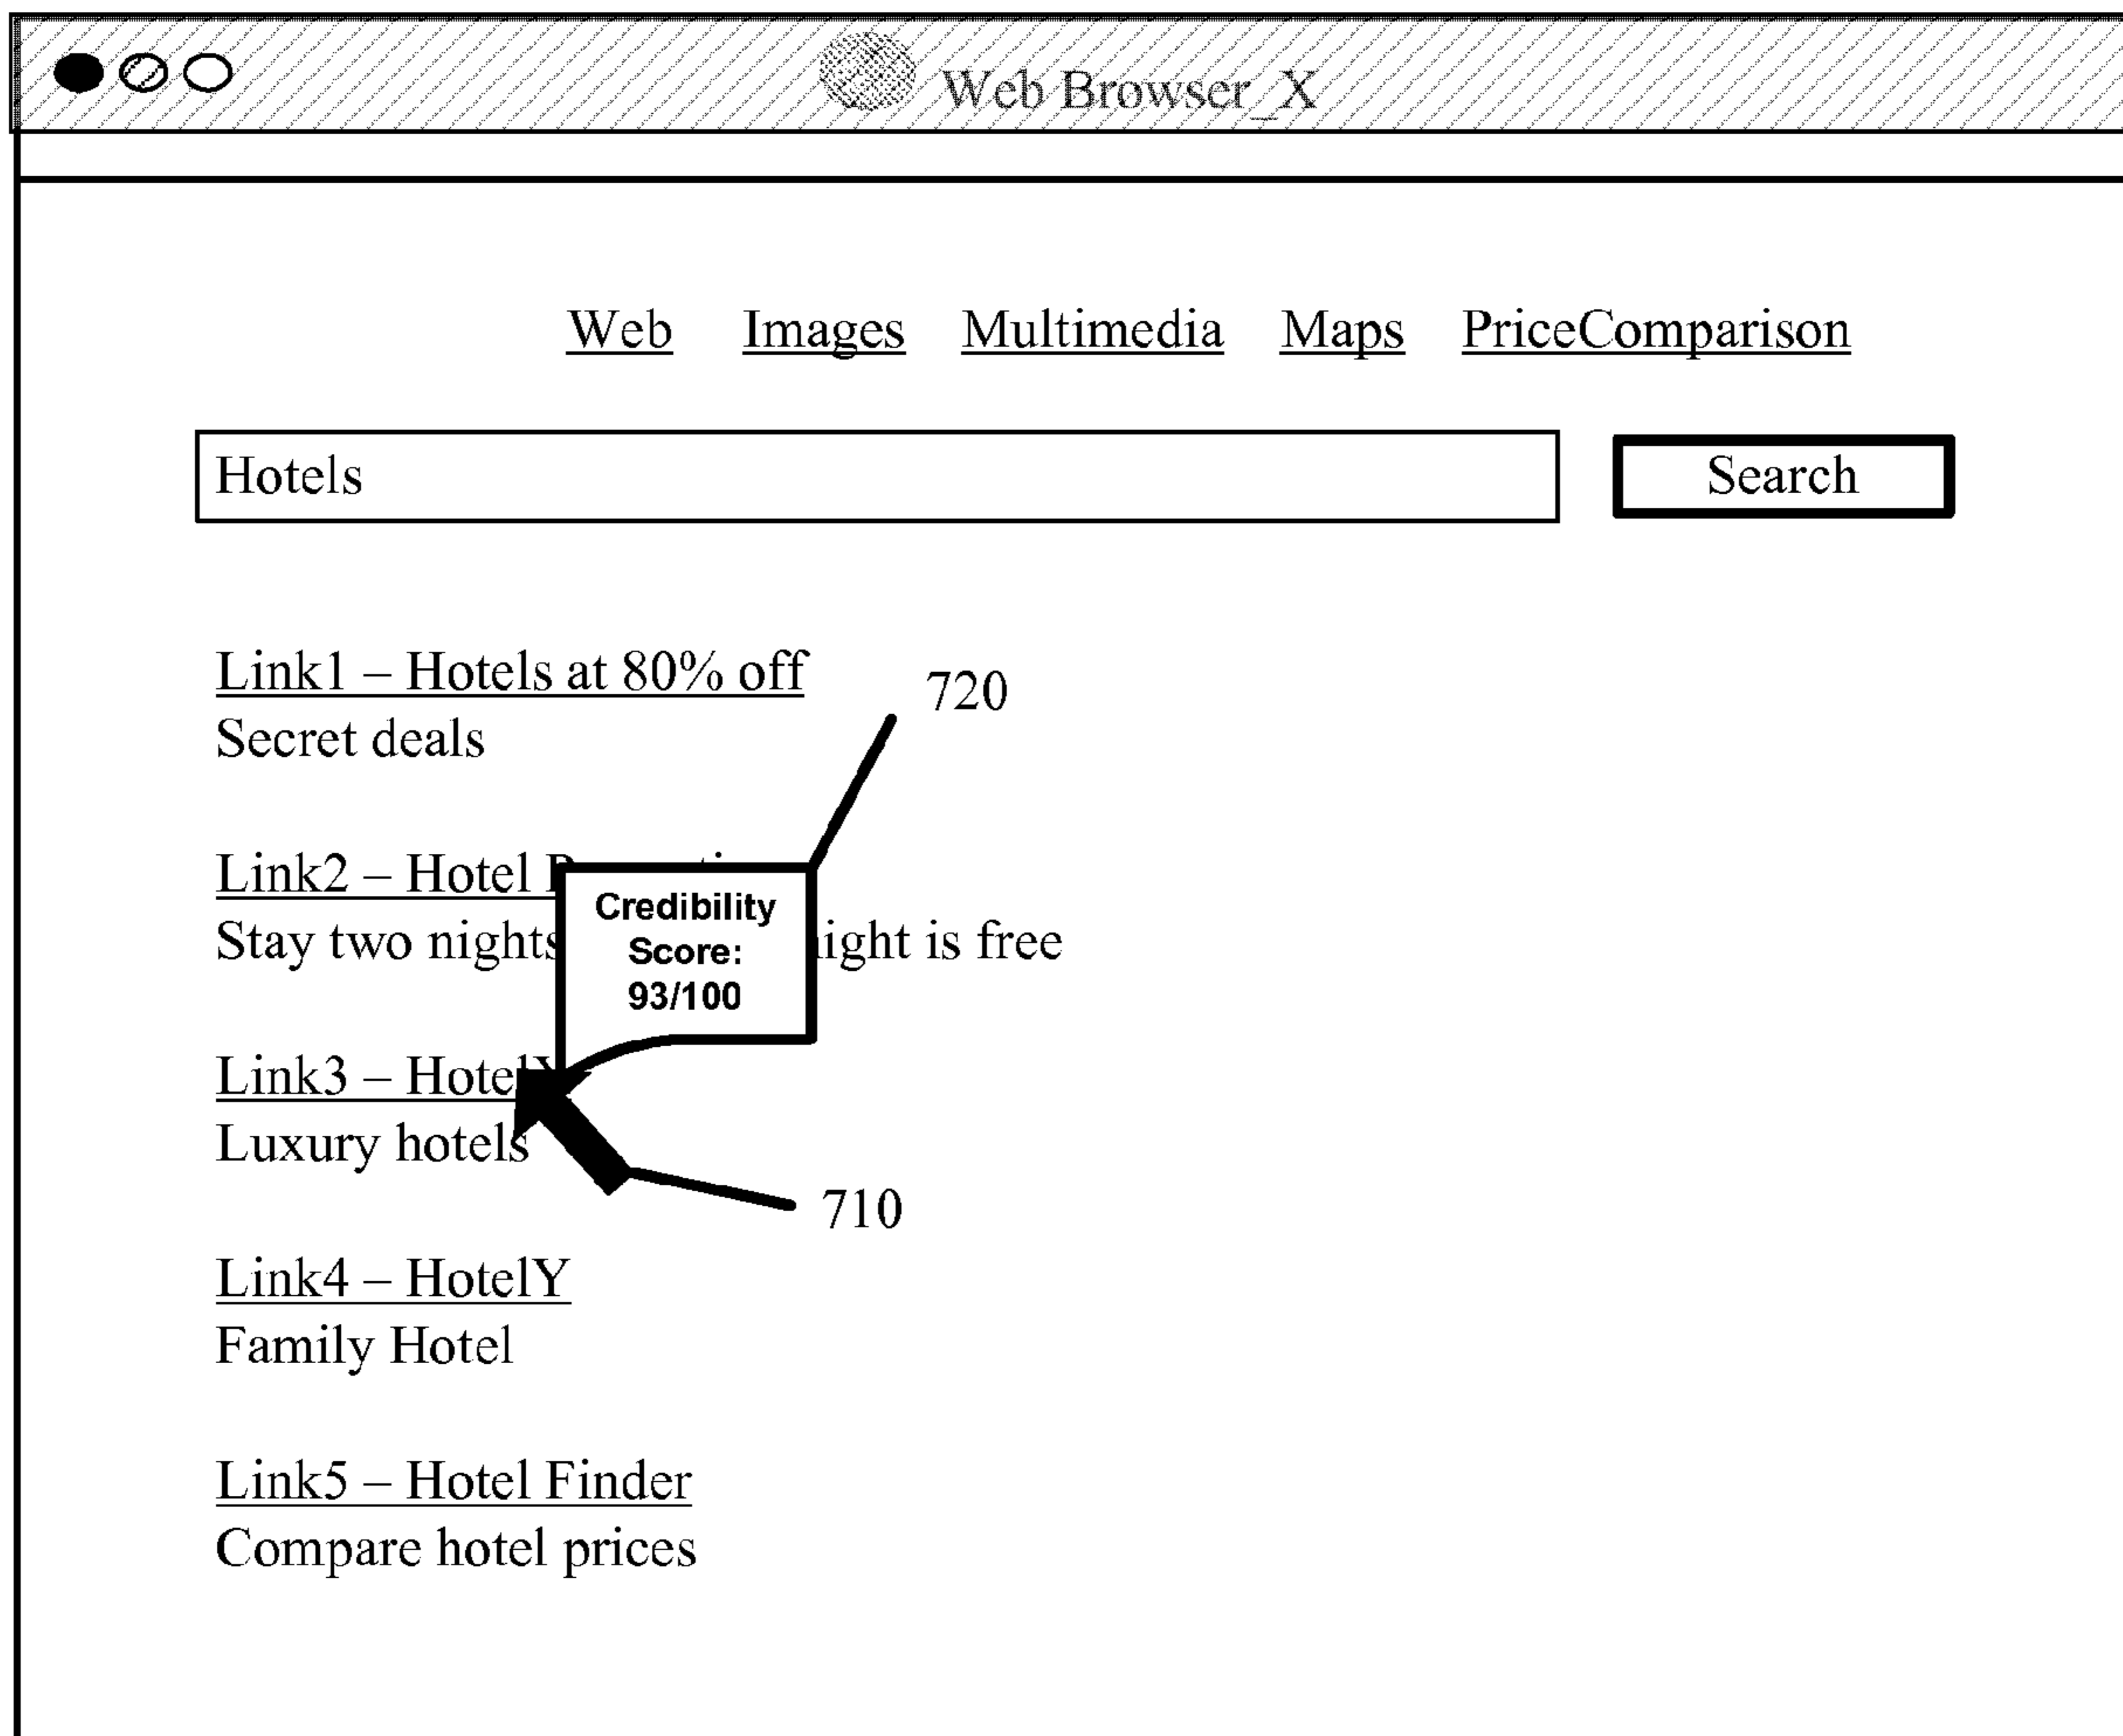 Web Browser_X
Web Images Multimedia Maps PriceComparison
Hotels
Search
Link1 – Hotels at 80% off
720
Secret deals
Link2 – Hotel
Stay two nights
is free
Credibility
Score:
93/100
Link3 –
Luxury hotels
710
Link4 – HotelY
Family Hotel
Link5 – Hotel Finder
Compare hotel prices